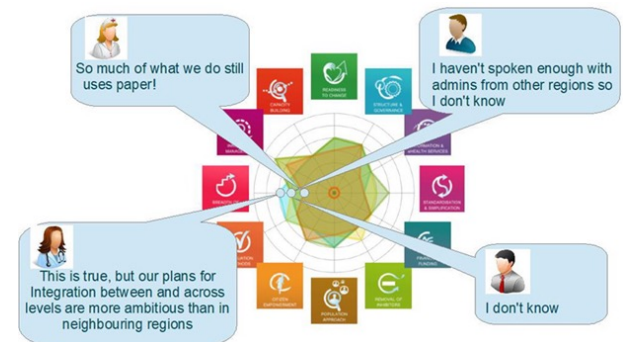 So much of what we do still
uses paper!
I haven't spoken enough with
admins from other regions so
I don't know
READINESS
TO CHANGE
STRUCTURE &
GOVERNANCE
CAPACITY
BUILDING
STANDARDISATION
& SIMPLIFICATION
FUNDING
REMOVAL OF
INHIBITORS
POPULATION
APPROACH
CITIZEN
EMPOWERMENT
This is true, but our plans for
Integration between and across
levels are more ambitious than in
neighbouring regions
I don't know